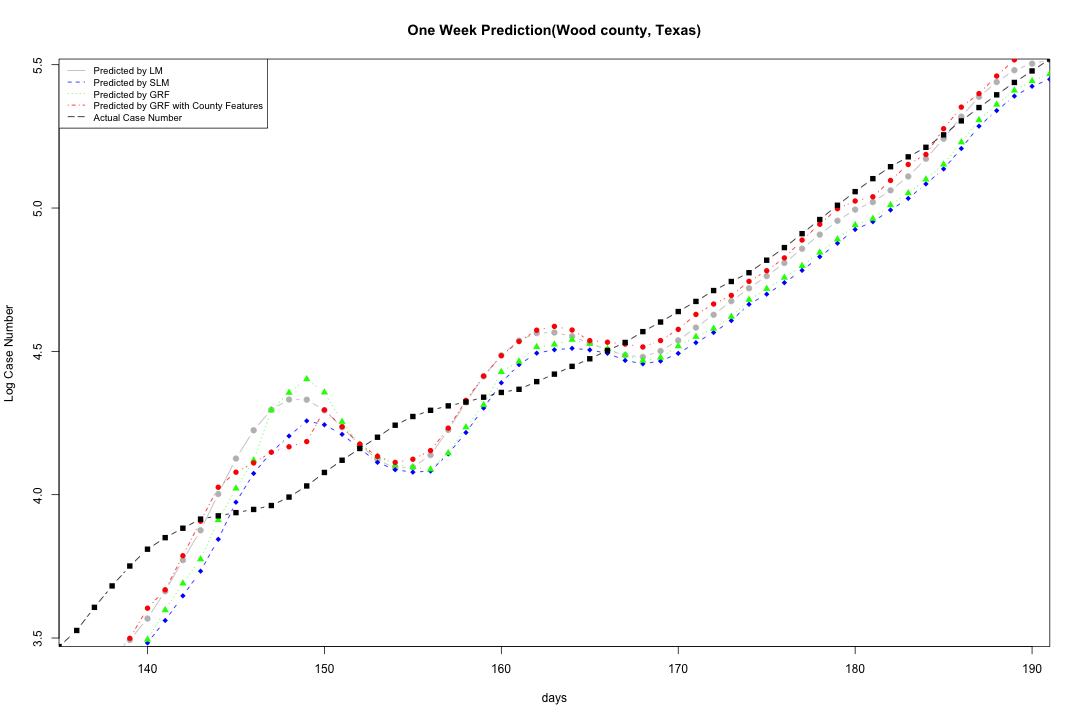 One Week Prediction(Wood county, Texas)
Predicted by LM
Predicted by SLM
Predicted by GRF
Predicted by GRF with County Features
Actual Case Number
Log Case Number
5.5
5.0
4.5
4.0
3.5
140 150 160 170 180 190
days